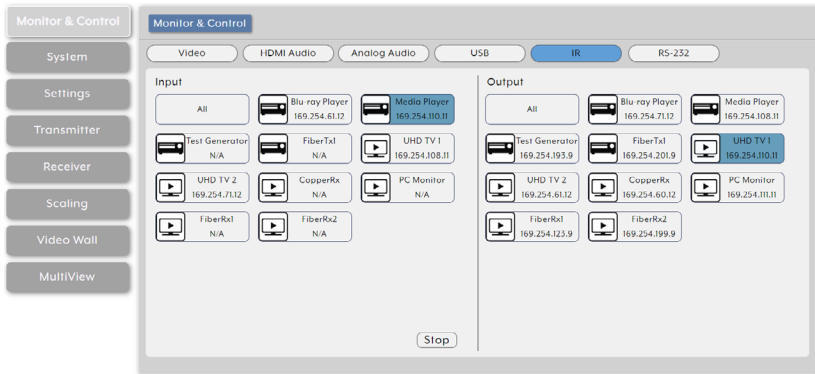 Monitor & Control
System
Settings
Transmitter
Receiver
Scaling
Video Wall
MultiView
Monitor & Control
Video
HDMI Audio
Analog Audio
USB
IR
RS-232
Input
All
Blu-ray Player
169.254.61.12
Media Player
169.254.110.11
Test Generator
N/A
FiberTx1
N/A
UHD TV 1
169.254.108.11
UHD TV 2
169.254.71.12
CopperRx
N/A
PC Monitor
N/A
FiberRx1
N/A
FiberRx2
N/A
Stop
Output
All
Blu-ray Player
169.254.71.12
Media Player
169.254.108.11
Test Generator
169.254.193.9
FiberTx1
169.254.201.9
UHD TV 1
169.254.110.11
UHD TV 2
169.254.61.12
CopperRx
169.254.60.12
PC Monitor
169.254.111.11
FiberRx1
169.254.123.9
FiberRx2
169.254.199.9